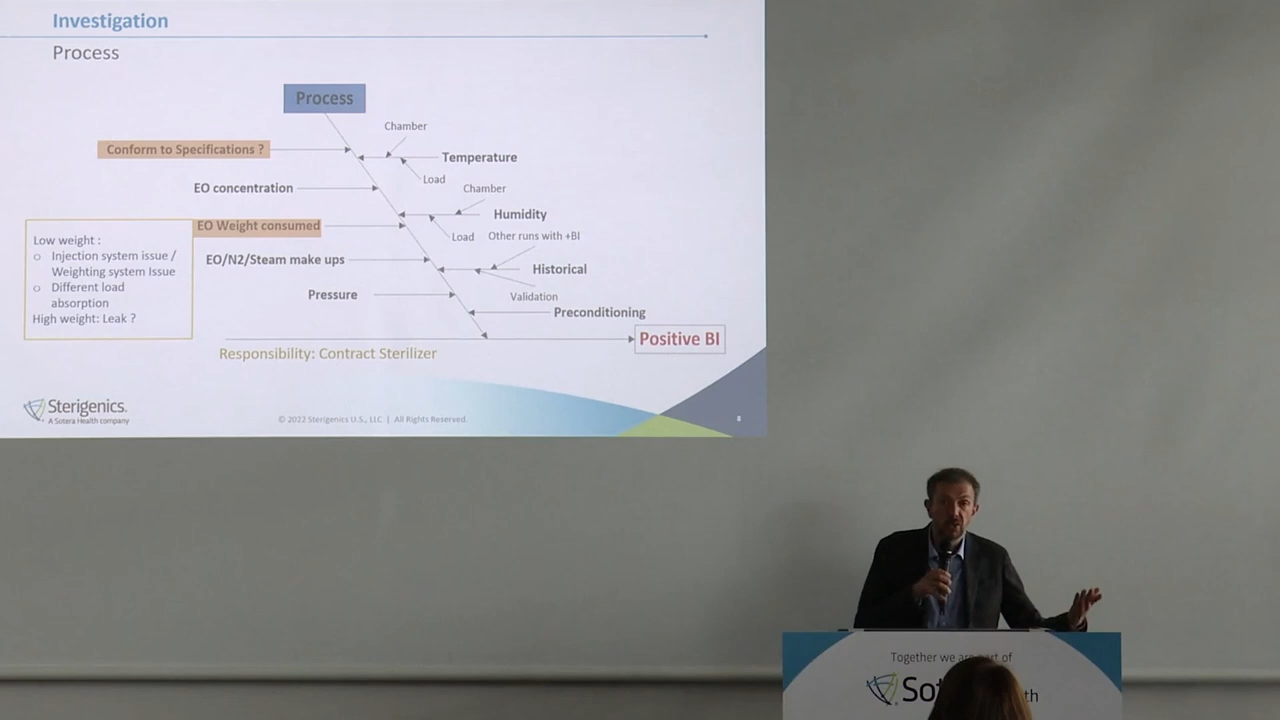 Investigation
Process
Process
Chamber
Conform to Specifications ?
Temperature
Load
EO concentration
Chamber
Humidity
EO Weight consumed
Load
Other runs with +BI
Low weight :
o Injection system issue /
Weighting system Issue
o Different load
absorption
High weight: Leak ?
EO/N2/Steam make ups
Historical
Pressure
Validation
Preconditioning
Positive BI
Responsibility: Contract Sterilizer
Sterigenics.
A Sotera Health company
© 2022 Sterigenics U.S., LLC | All Rights Reserved.
8
Together we are part of